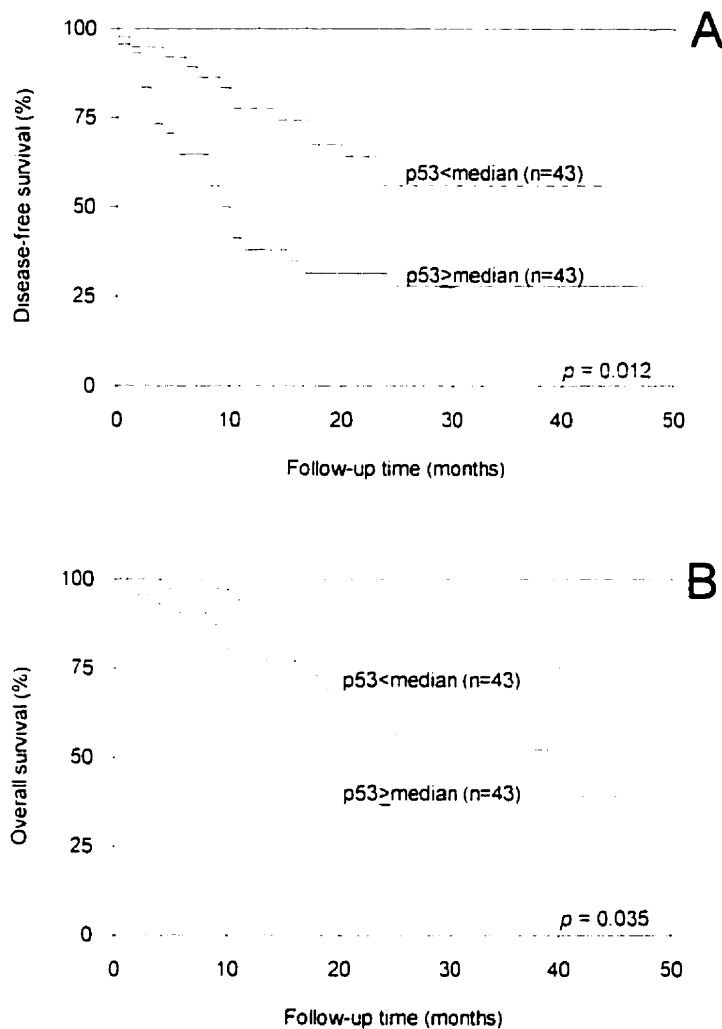 A
100
75
50
25
0
Disease-free survival (%)
p53<median (n=43)
p53>median (n=43)
p = 0.012
0 10 20 30 40 50
Follow-up time (months)
B
100
75
50
25
0
Overall survival (%)
p53<median (n=43)
p53≥median (n=43)
p = 0.035
0 10 20 30 40 50
Follow-up time (months)